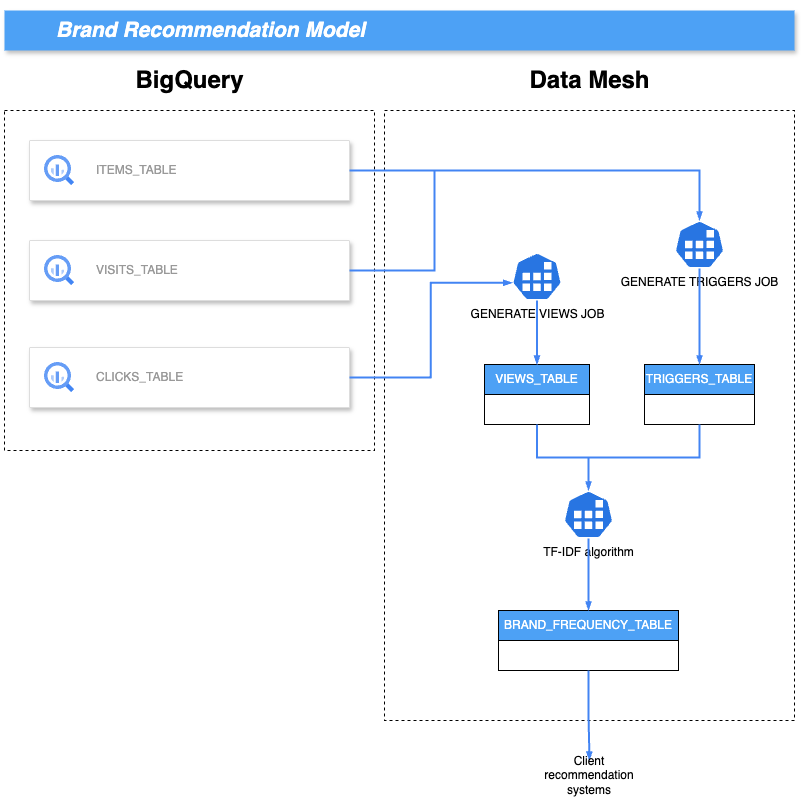 Brand Recommendation Model
BigQuery
Data Mesh
ITEMS_TABLE
VISITS_TABLE
CLICKS_TABLE
GENERATE TRIGGERS JOB
GENERATE VIEWS JOB
VIEWS_TABLE
TRIGGERS_TABLE
TF-IDF algorithm
BRAND_FREQUENCY_TABLE
Client
recommendation
systems